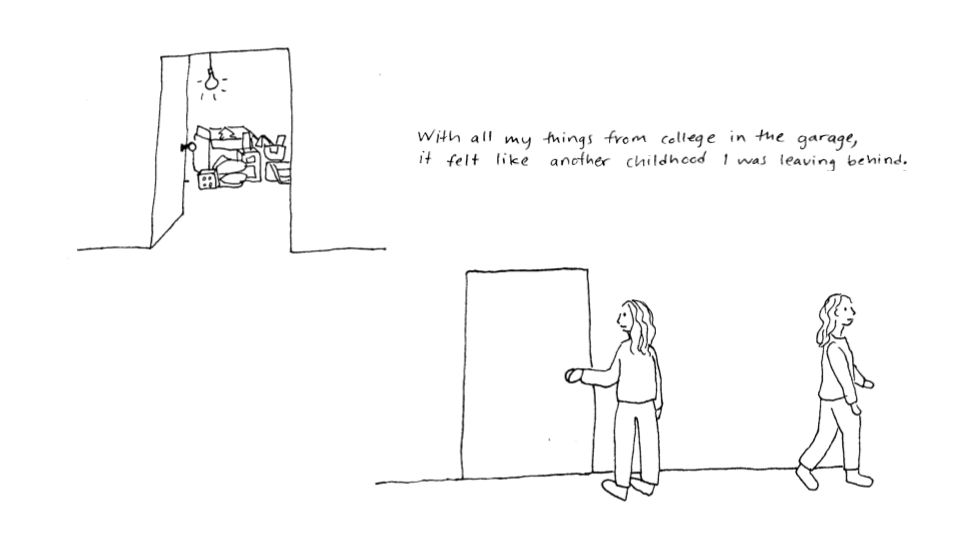 With all my things from college in the garage,
it felt like another childhood I was leaving behind.